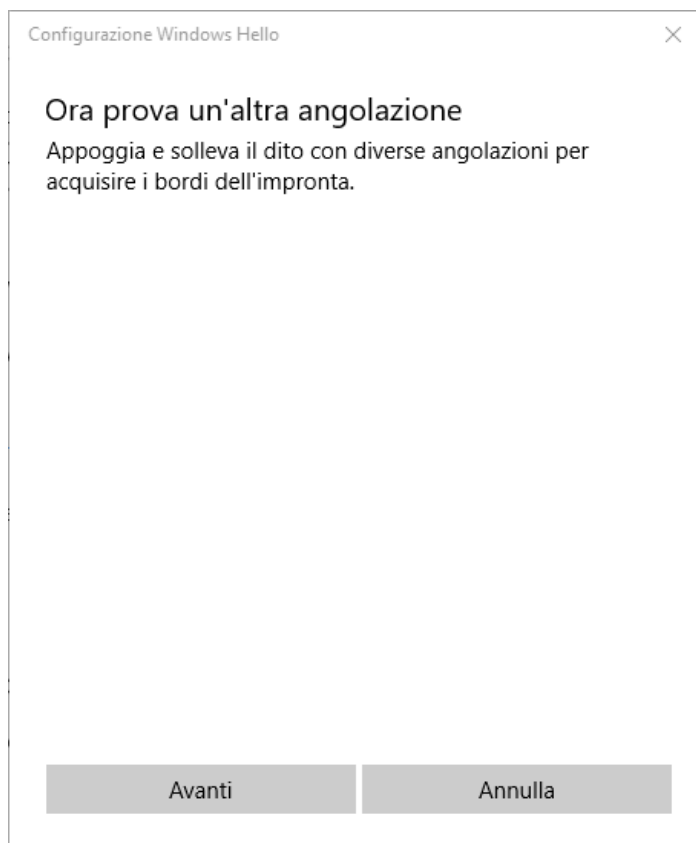 Configurazione Windows Hello
Ora prova un'altra angolazione
Appoggia e solleva il dito con diverse angolazioni per
acquisire i bordi dell'impronta.
Avanti
Annulla